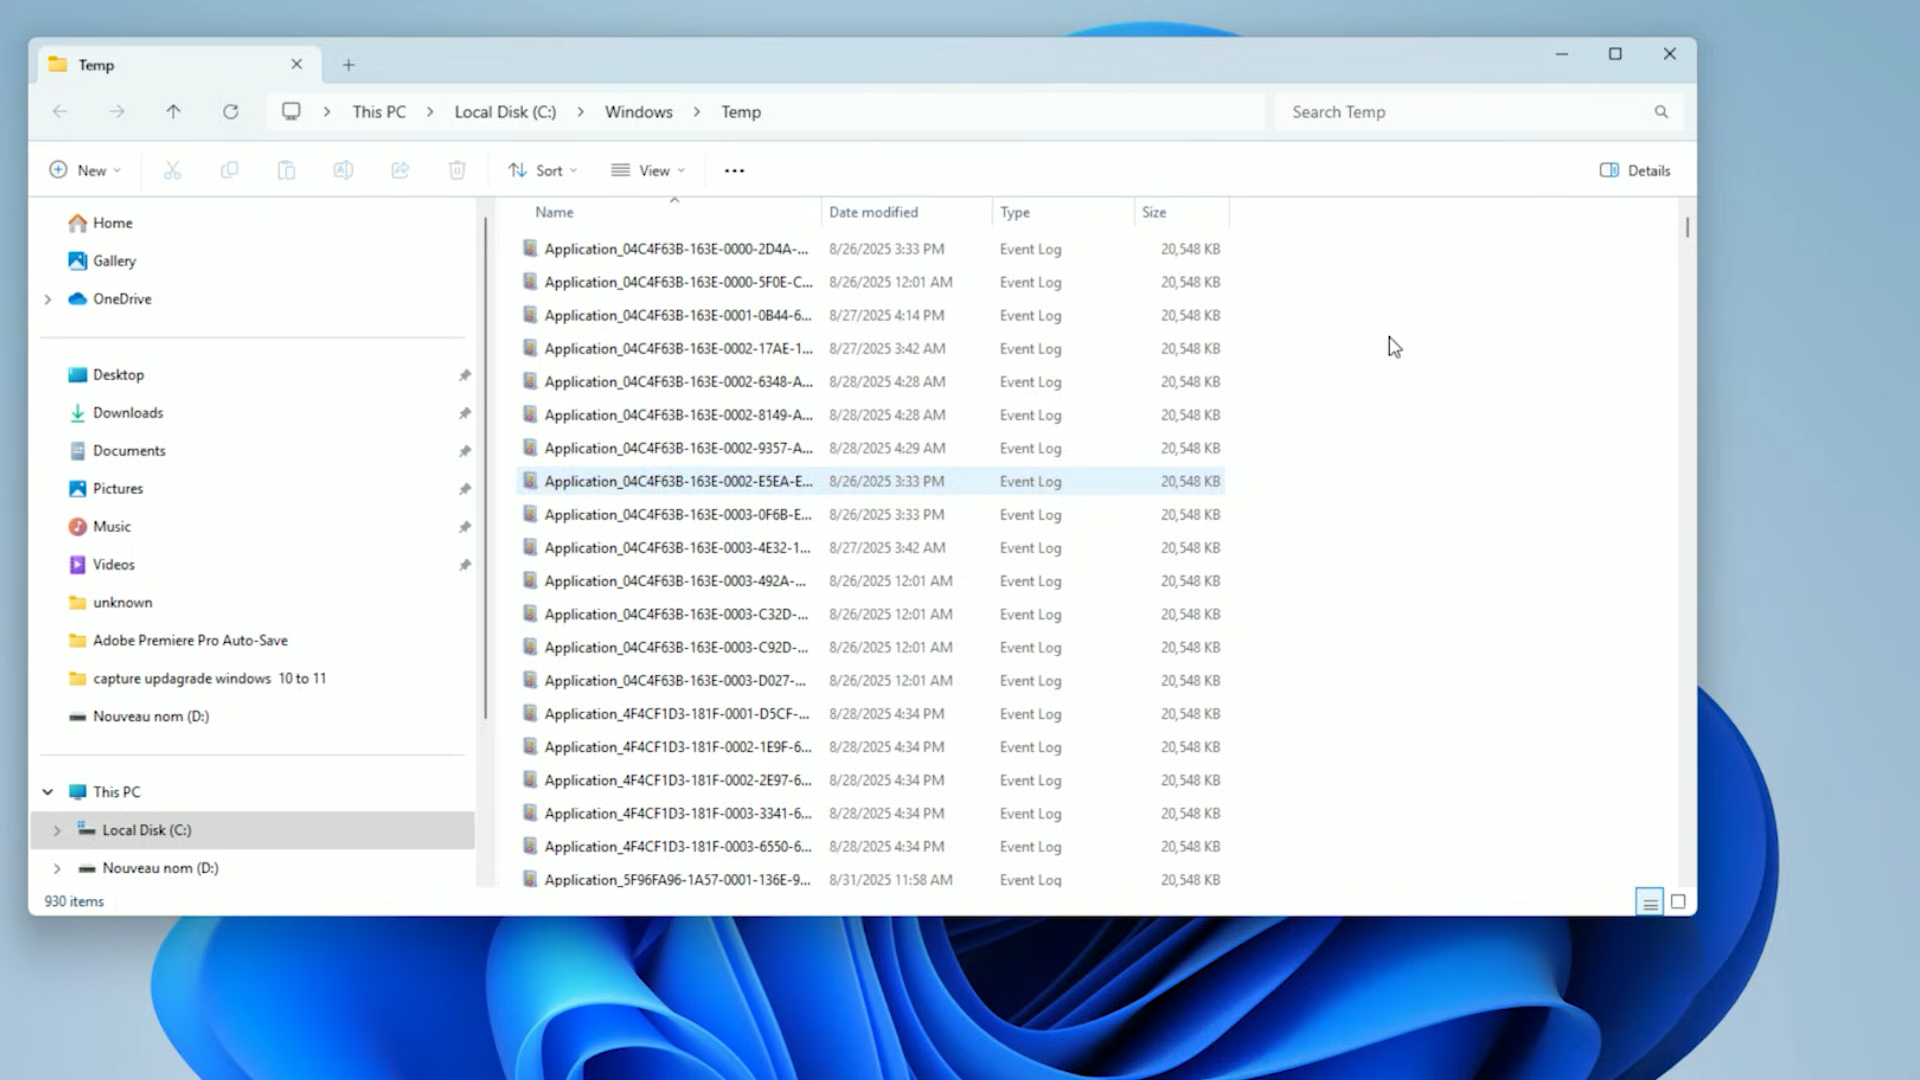 Temp
This PC > Local Disk (C:) > Windows > Temp
Search Temp
New
Sort
View
Details
Home
Gallery
OneDrive
Desktop
Downloads
Documents
Pictures
Music
Videos
unknown
Adobe Premiere Pro Auto-Save
capture updagrade windows 10 to 11
Nouveau nom (D:)
This PC
Local Disk (C:)
Nouveau nom (D:)
Name Date modified Type Size
Application_04C4F63B-163E-0000-2D4A-... 8/26/2025 3:33 PM Event Log 20,548 KB
Application_04C4F63B-163E-0000-5F0E-C... 8/26/2025 12:01 AM Event Log 20,548 KB
Application_04C4F63B-163E-0001-0B44-6... 8/27/2025 4:14 PM Event Log 20,548 KB
Application_04C4F63B-163E-0002-17AE-1... 8/27/2025 3:42 AM Event Log 20,548 KB
Application_04C4F63B-163E-0002-6348-A... 8/28/2025 4:28 AM Event Log 20,548 KB
Application_04C4F63B-163E-0002-8149-A... 8/28/2025 4:28 AM Event Log 20,548 KB
Application_04C4F63B-163E-0002-9357-A... 8/28/2025 4:29 AM Event Log 20,548 KB
Application_04C4F63B-163E-0002-E5EA-E... 8/26/2025 3:33 PM Event Log 20,548 KB
Application_04C4F63B-163E-0003-0F6B-E... 8/26/2025 3:33 PM Event Log 20,548 KB
Application_04C4F63B-163E-0003-4E32-1... 8/27/2025 3:42 AM Event Log 20,548 KB
Application_04C4F63B-163E-0003-492A-... 8/26/2025 12:01 AM Event Log 20,548 KB
Application_04C4F63B-163E-0003-C32D-... 8/26/2025 12:01 AM Event Log 20,548 KB
Application_04C4F63B-163E-0003-C92D-... 8/26/2025 12:01 AM Event Log 20,548 KB
Application_04C4F63B-163E-0003-D027-... 8/26/2025 12:01 AM Event Log 20,548 KB
Application_4F4CF1D3-181F-0001-D5CF-... 8/28/2025 4:34 PM Event Log 20,548 KB
Application_4F4CF1D3-181F-0002-1E9F-6... 8/28/2025 4:34 PM Event Log 20,548 KB
Application_4F4CF1D3-181F-0002-2E97-6... 8/28/2025 4:34 PM Event Log 20,548 KB
Application_4F4CF1D3-181F-0003-3341-6... 8/28/2025 4:34 PM Event Log 20,548 KB
Application_4F4CF1D3-181F-0003-6550-6... 8/28/2025 4:34 PM Event Log 20,548 KB
Application_5F96FA96-1A57-0001-136E-9... 8/31/2025 11:58 AM Event Log 20,548 KB
930 items